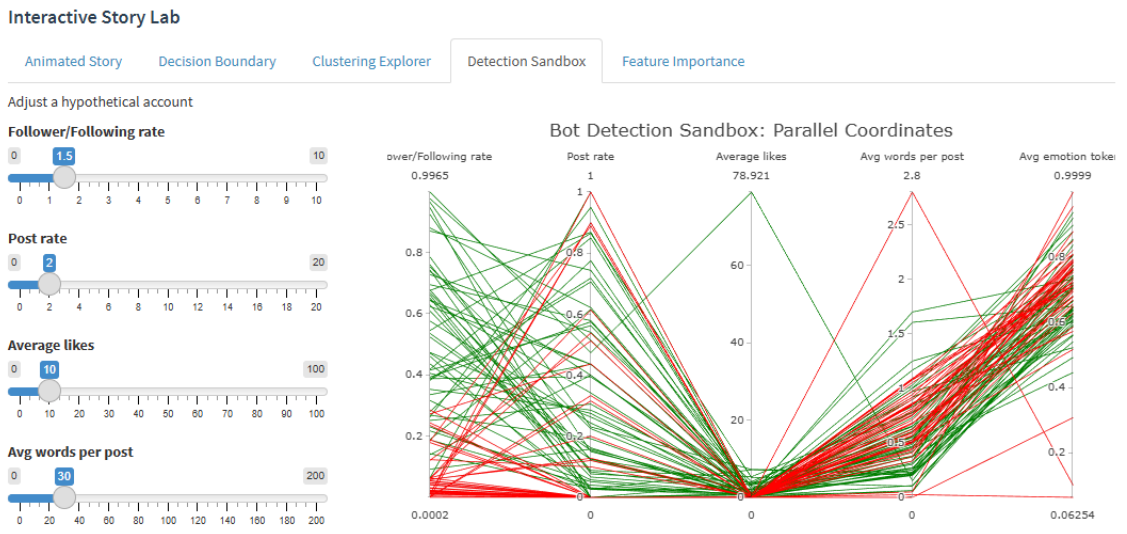 Interactive Story Lab
Animated Story Decision Boundary Clustering Explorer Detection Sandbox Feature Importance
Adjust a hypothetical account
Follower/Following rate
0 1.5 10
0 1 2 3 4 5 6 7 8 9 10
Post rate
0 2 20
0 2 4 6 8 10 12 14 16 18 20
Average likes
0 10 100
0 10 20 30 40 50 60 70 80 90 100
Avg words per post
0 30 200
0 20 40 60 80 100 120 140 160 180 200
Bot Detection Sandbox: Parallel Coordinates
ower/Following rate Post rate Average likes Avg words per post Avg emotion token
0.9965 1 78.921 2.8 0.9999
1
2.5
0.8 0.8 60 0.8
2
0.6 0.6 1.5 0.6
40
0.4 0.4 1 0.4
20
0.2 0.2 0.5 0.2
0 0 0
0.00002 0 0 0 0.06254